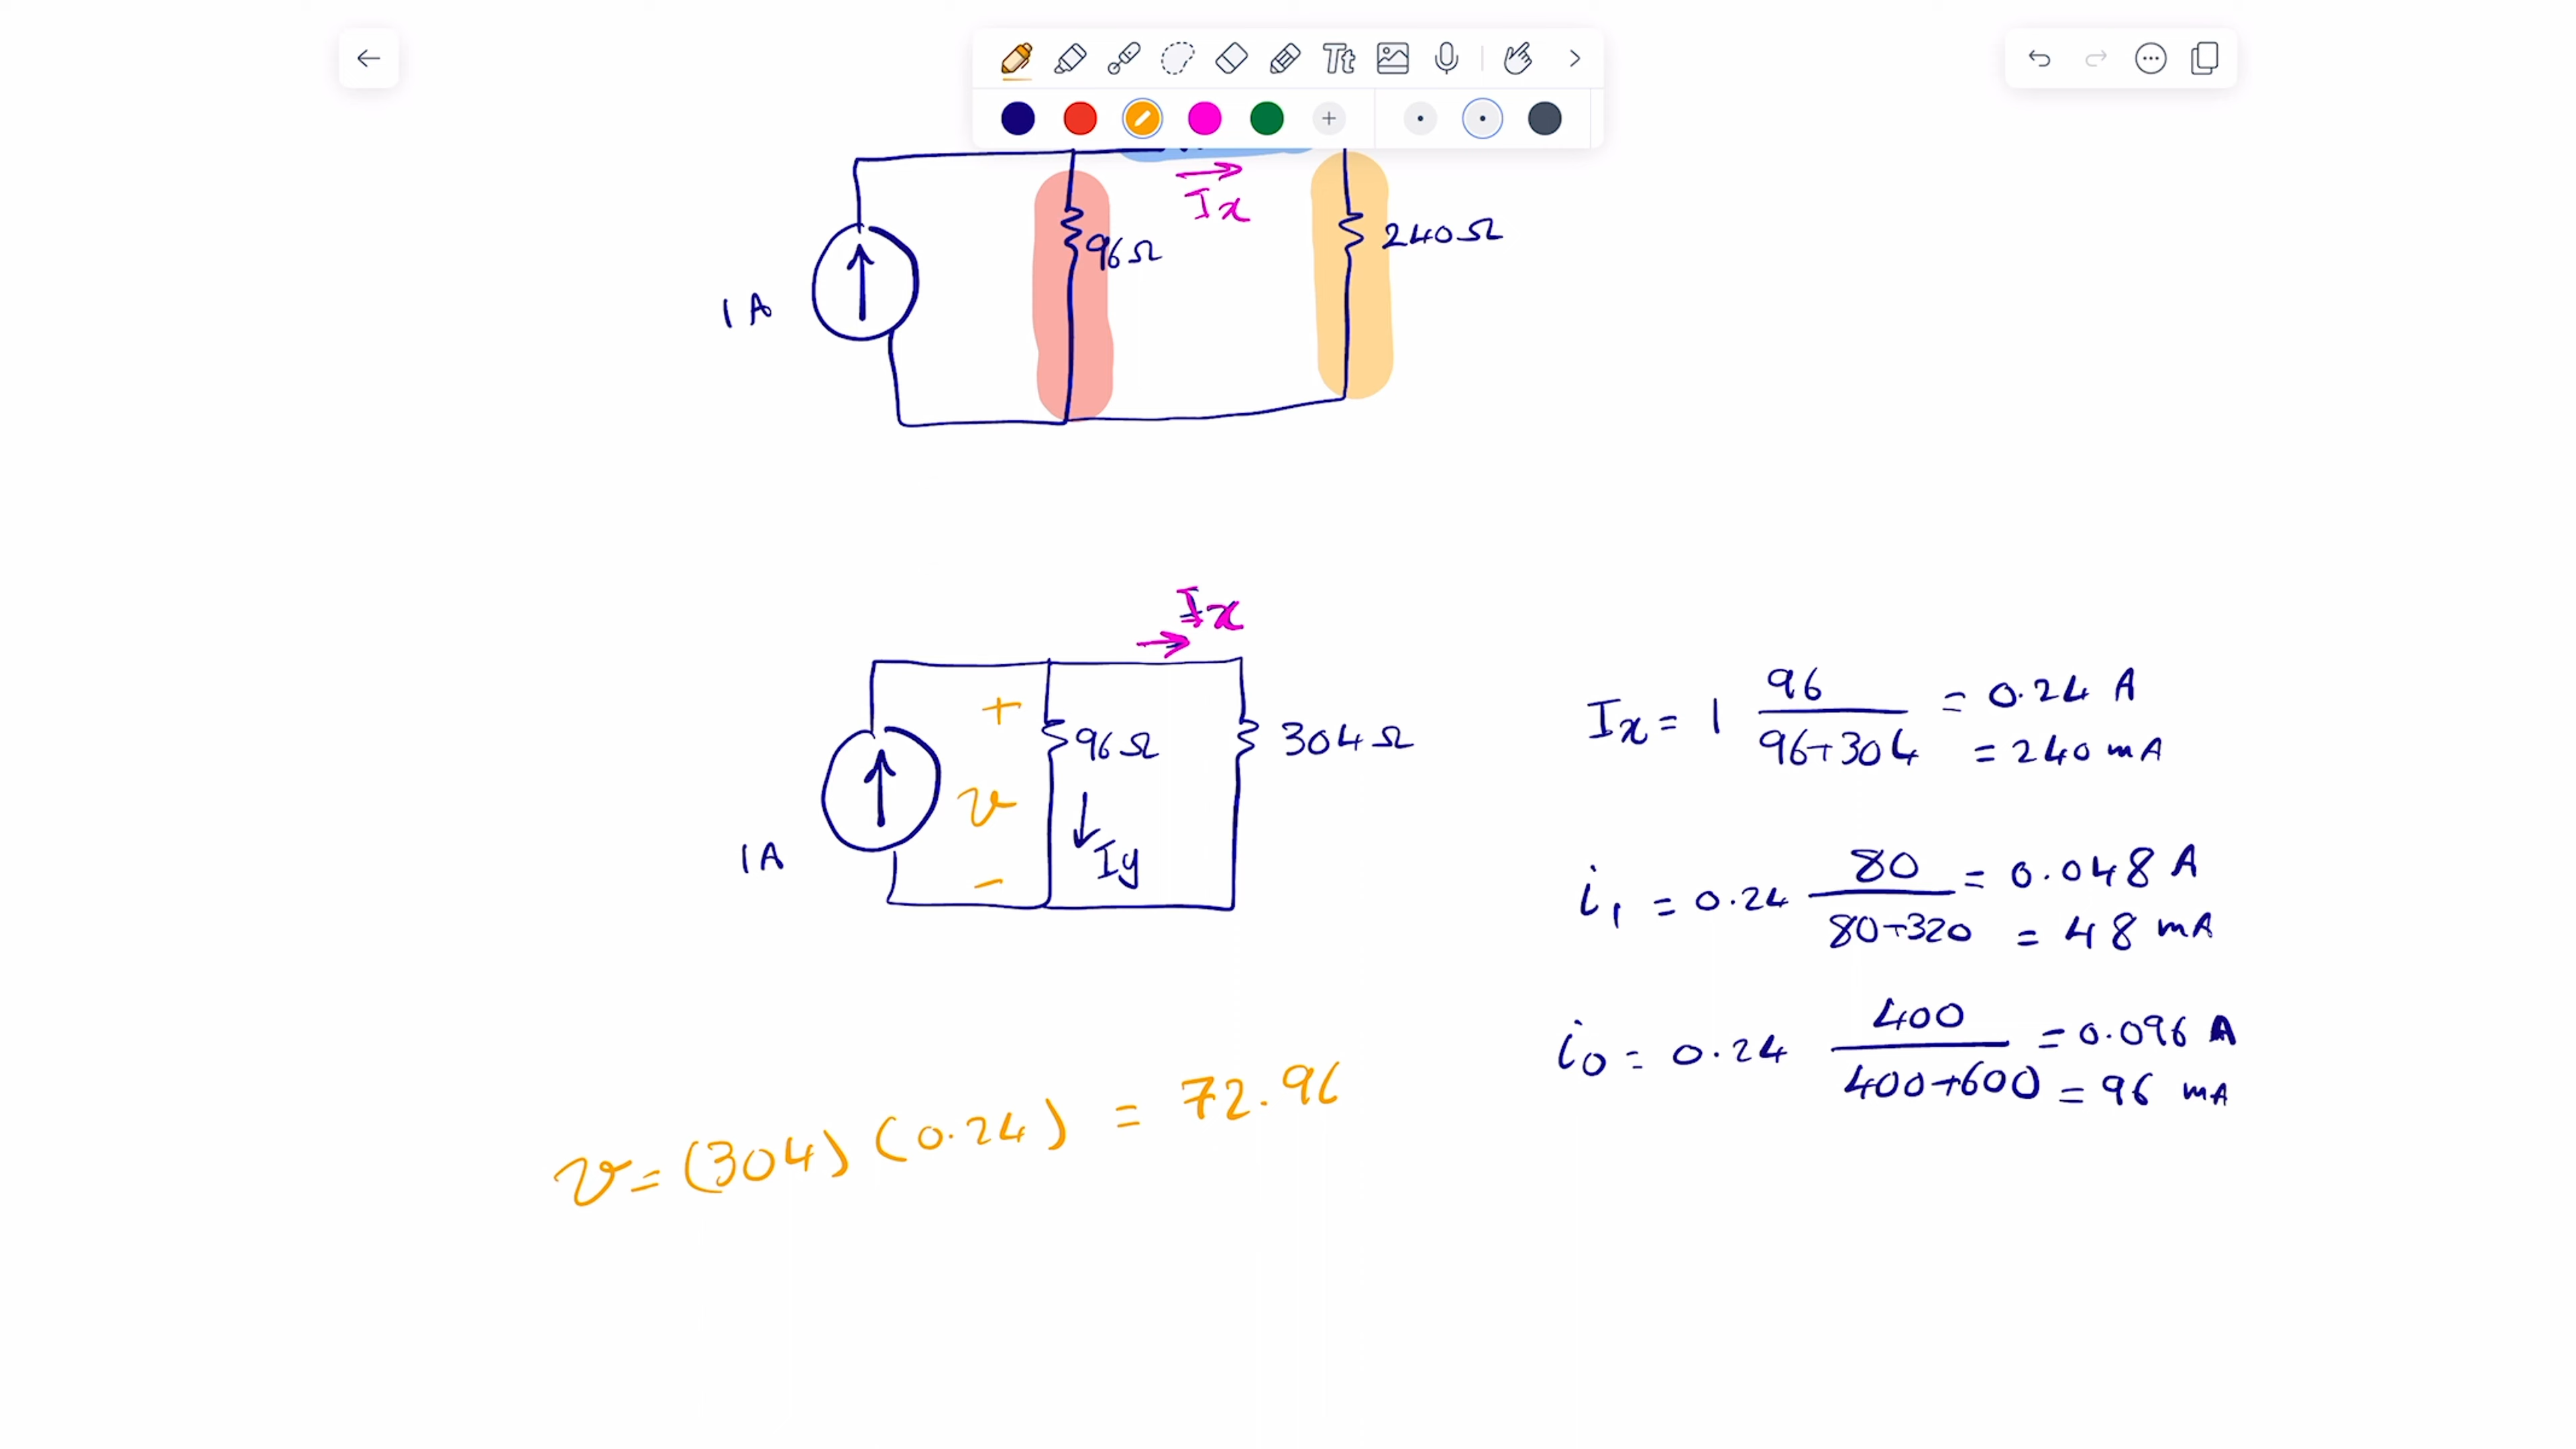 Tt
Ix
96Ω
240Ω
1A
Ix
+
96Ω
304Ω
v
Iy
1A
-
Ix = 1 96/(96+304) = 0.24 A
= 240 mA
i1 = 0.24 80/(80+320) = 0.048 A
= 48 mA
i0 = 0.24 400/(400+600) = 0.096 A
= 96 mA
v = (304) (0.24) = 72.96